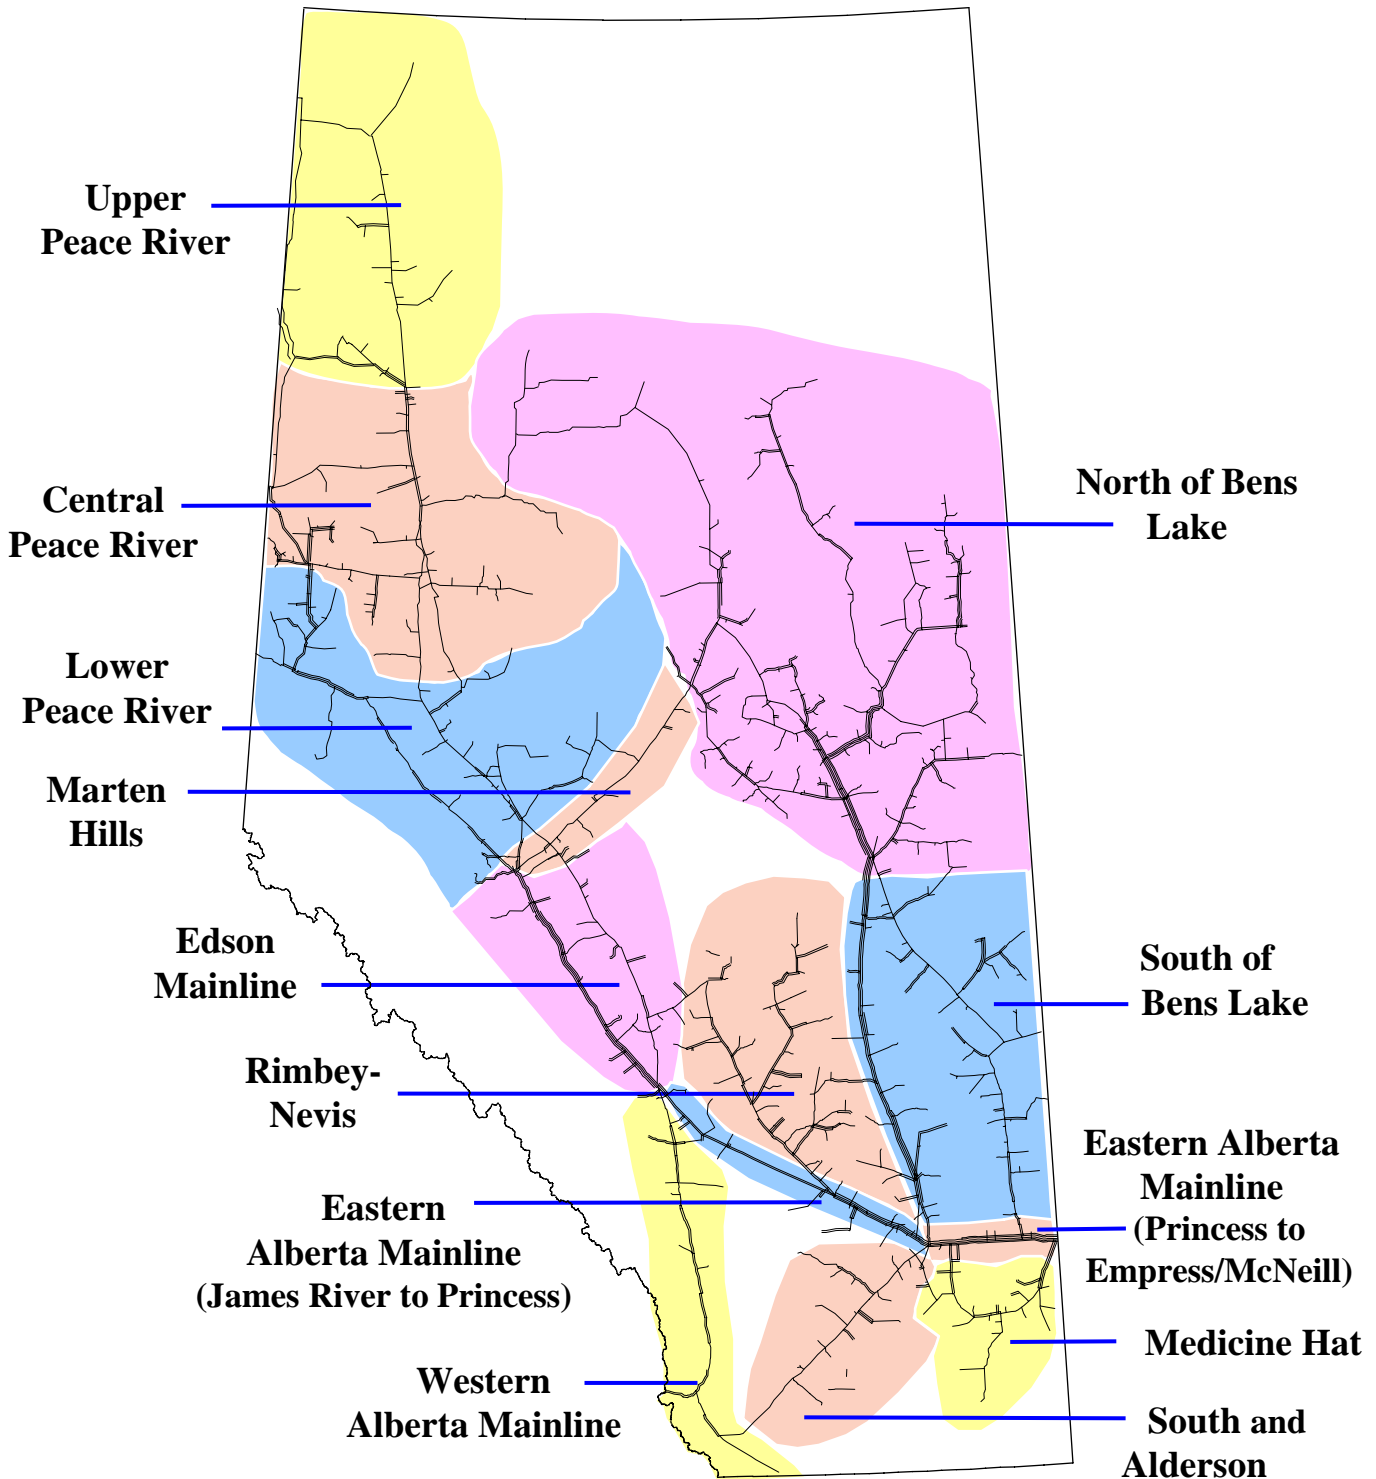 Upper
Peace River
Central
Peace River
North of Bens
Lake
Lower
Peace River
Marten
Hills
Edson
Mainline
South of
Bens Lake
Rimbey-
Nevis
Eastern Alberta
Mainline
(Princess to
Empress/McNeill)
Eastern
Alberta Mainline
(James River to Princess)
Medicine Hat
Western
Alberta Mainline
South and
Alderson